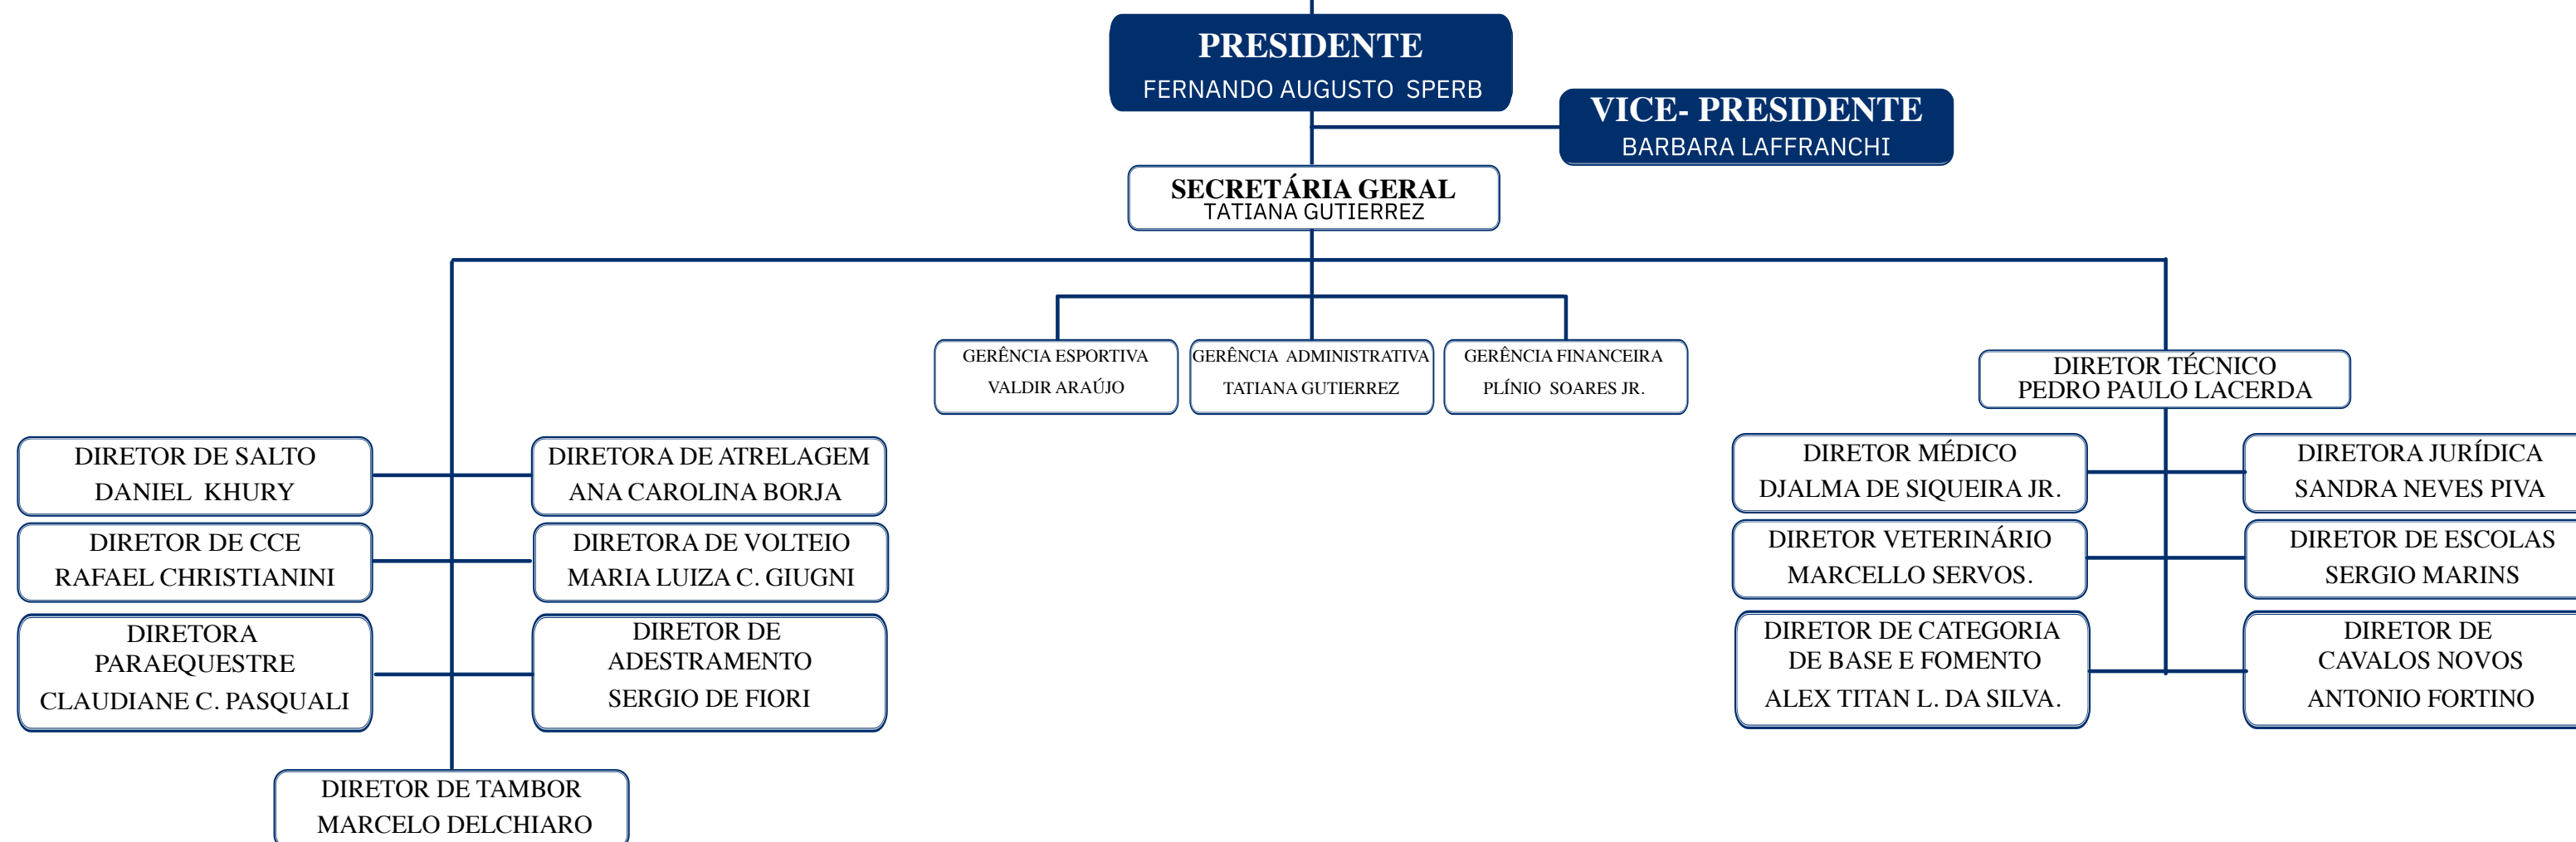 PRESIDENTE
FERNANDO AUGUSTO SPERB
VICE- PRESIDENTE
BARBARA LAFFRANCHI
SECRETÁRIA GERAL
TATIANA GUTIERREZ
GERÊNCIA ESPORTIVA
VALDIR ARAÚJO
GERÊNCIA ADMINISTRATIVA
TATIANA GUTIERREZ
GERÊNCIA FINANCEIRA
PLÍNIO SOARES JR.
DIRETOR TÉCNICO
PEDRO PAULO LACERDA
DIRETOR DE SALTO
DANIEL KHURY
DIRETORA DE ATRELAGEM
ANA CAROLINA BORJA
DIRETOR DE CCE
RAFAEL CHRISTIANINI
DIRETORA DE VOLTEIO
MARIA LUIZA C. GIUGNI
DIRETORA
PARAEQUESTRE
CLAUDIANE C. PASQUALI
DIRETOR DE
ADESTRAMENTO
SERGIO DE FIORI
DIRETOR DE TAMBOR
MARCELO DELCHIARO
DIRETOR MÉDICO
DJALMA DE SIQUEIRA JR.
DIRETORA JURÍDICA
SANDRA NEVES PIVA
DIRETOR VETERINÁRIO
MARCELLO SERVOS.
DIRETOR DE ESCOLAS
SERGIO MARINS
DIRETOR DE CATEGORIA
DE BASE E FOMENTO
ALEX TITAN L. DA SILVA.
DIRETOR DE
CAVALOS NOVOS
ANTONIO FORTINO